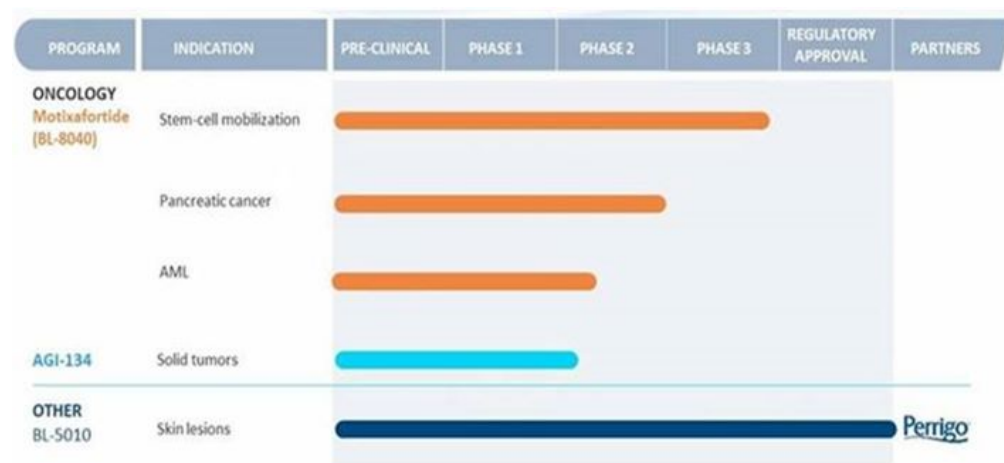 PROGRAM INDICATION PRE-CLINICAL PHASE 1 PHASE 2 PHASE 3 REGULATORY APPROVAL PARTNERS
ONCOLOGY
Motixafortide
(BL-8040)
Stem-cell mobilization
Pancreatic cancer
AML
AGI-134 Solid tumors
OTHER
BL-5010
Skin lesions
Perrigo